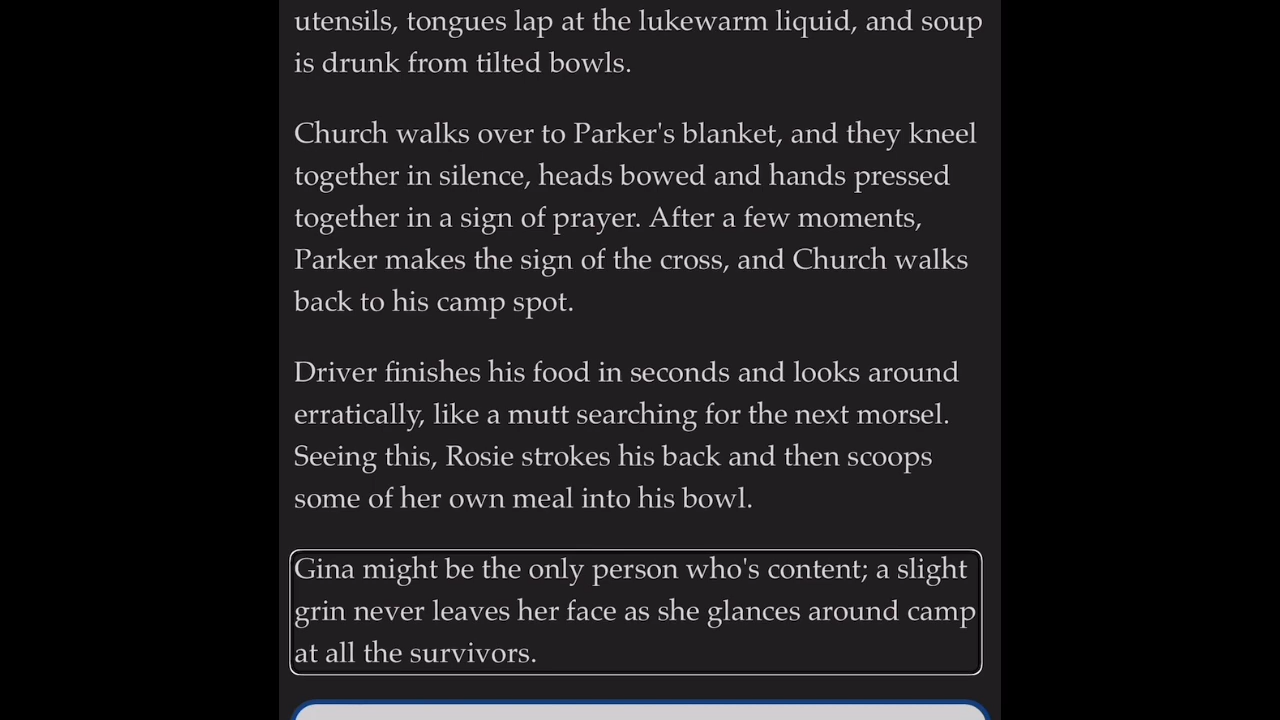 utensils, tongues lap at the lukewarm liquid, and soup
is drunk from tilted bowls.
Church walks over to Parker's blanket, and they kneel
together in silence, heads bowed and hands pressed
together in a sign of prayer. After a few moments,
Parker makes the sign of the cross, and Church walks
back to his camp spot.
Driver finishes his food in seconds and looks around
erratically, like a mutt searching for the next morsel.
Seeing this, Rosie strokes his back and then scoops
some of her own meal into his bowl.
Gina might be the only person who's content; a slight
grin never leaves her face as she glances around camp
at all the survivors.